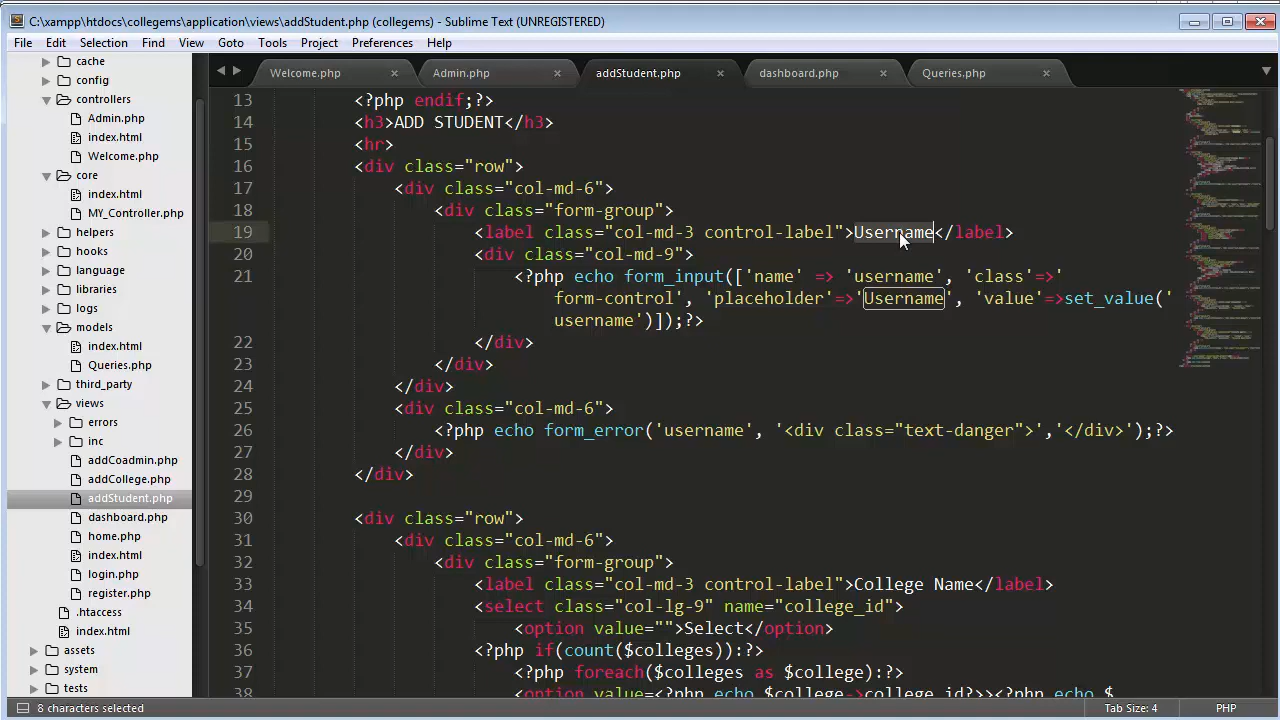 C:\xampp\htdocs\collegems\application\views\addStudent.php (collegems) - Sublime Text (UNREGISTERED)
File Edit Selection Find View Goto Tools Project Preferences Help
cache
config
controllers
Admin.php
index.html
Welcome.php
core
index.html
MY_Controller.php
helpers
hooks
language
libraries
logs
models
index.html
Queries.php
third_party
views
errors
inc
addCoadmin.php
addCollege.php
addStudent.php
dashboard.php
home.php
index.html
login.php
register.php
.htaccess
index.html
assets
system
tests
Welcome.php × Admin.php × addStudent.php × dashboard.php × Queries.php ×
13 <?php endif;?>
14 <h3>ADD STUDENT</h3>
15 <hr>
16 <div class="row">
17 <div class="col-md-6">
18 <div class="form-group">
19 <label class="col-md-3 control-label">Username</label>
20 <div class="col-md-9">
21 <?php echo form_input(['name' => 'username', 'class'=>'
form-control', 'placeholder'=>'Username', 'value'=>set_value('
username')]);?>
22 </div>
23 </div>
24 </div>
25 <div class="col-md-6">
26 <?php echo form_error('username', '<div class="text-danger">','</div>');?>
27 </div>
28 </div>
29
30 <div class="row">
31 <div class="col-md-6">
32 <div class="form-group">
33 <label class="col-md-3 control-label">College Name</label>
34 <select class="col-lg-9" name="college_id">
35 <option value="">Select</option>
36 <?php if(count($colleges)):?>
37 <?php foreach($colleges as $college):?>
38 <option value=<?php echo $college->college_id?>><?php echo $
8 characters selected
Tab Size: 4
PHP